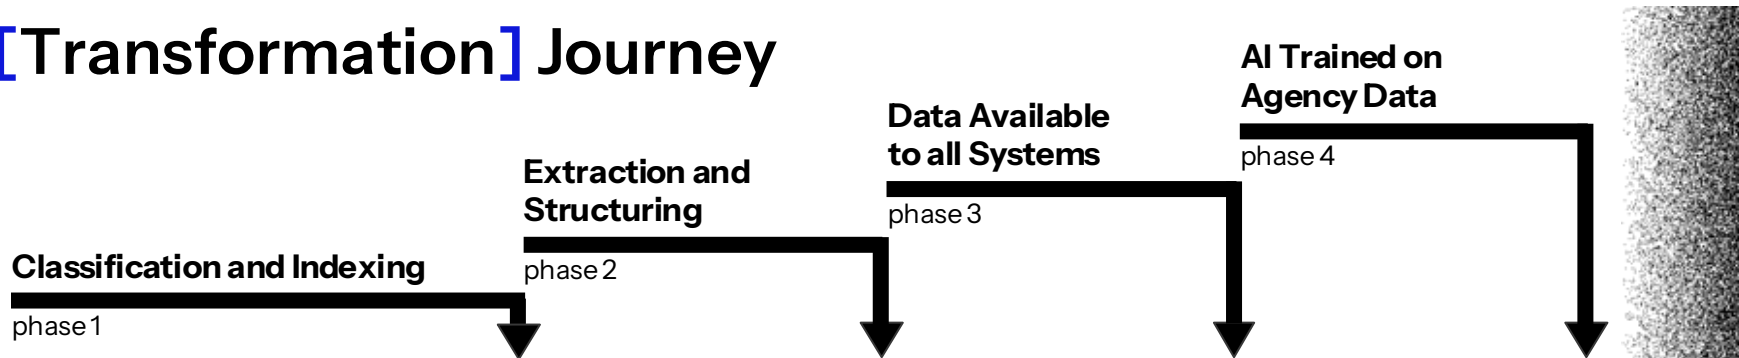 [Transformation] Journey
Classification and Indexing
phase 1
Extraction and
Structuring
phase 2
Data Available
to all Systems
phase 3
AI Trained on
Agency Data
phase 4